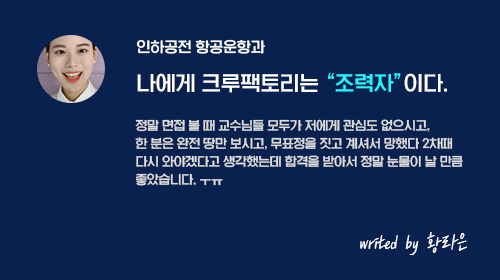 인하공전 항공운항과
나에게 크루팩토리는 “조력자”이다.
정말 면접 볼 때 교수님들 모두가 저에게 관심도 없으시고,
한 분은 완전 땅만 보시고, 무표정을 짓고 계셔서 망했다 2차때
다시 와야겠다고 생각했는데 합격을 받아서 정말 눈물이 날 만큼
좋았습니다. ㅜㅠ
writed by 황라은